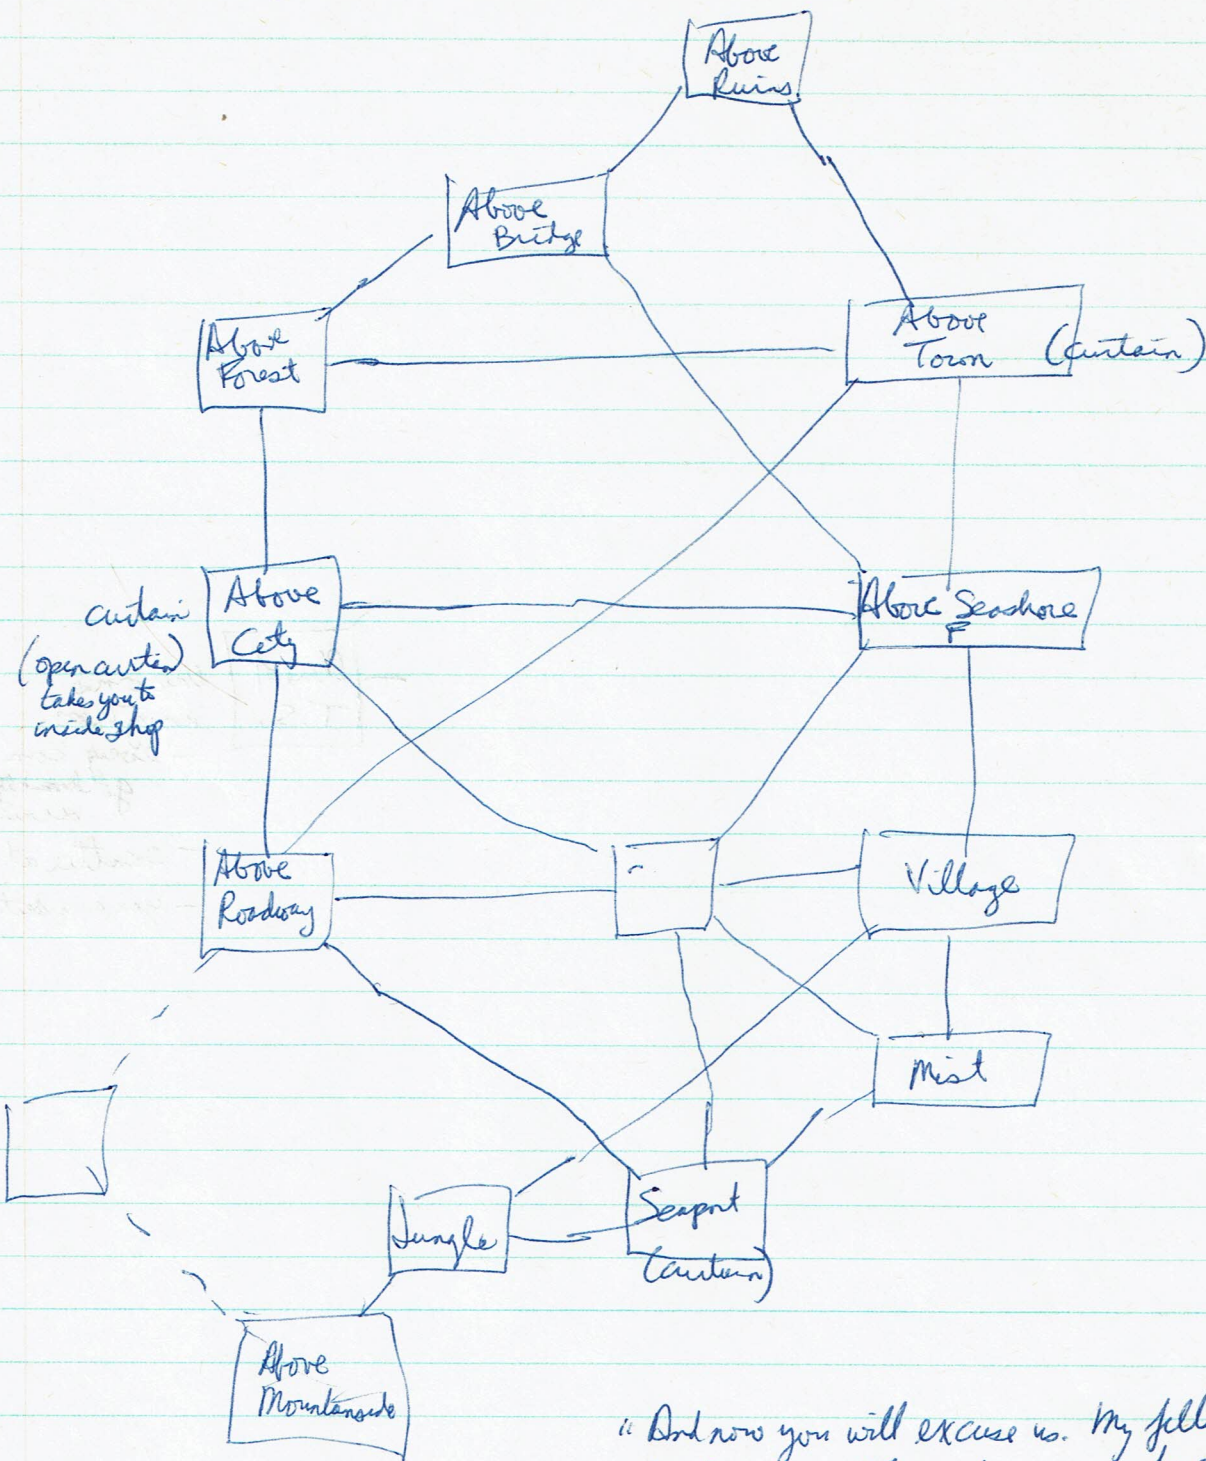 Above
Ruins
Above
Bridge
Above
Forest
Above
Town (curtain)
curtain
(open curtain)
takes you to
inside shop
Above
City
Above Seashore
F
Above
Roadway
Village
Mist
Jungle
Seaport
(curtain)
Above
Mountainside
"And now you will excuse us. My fell